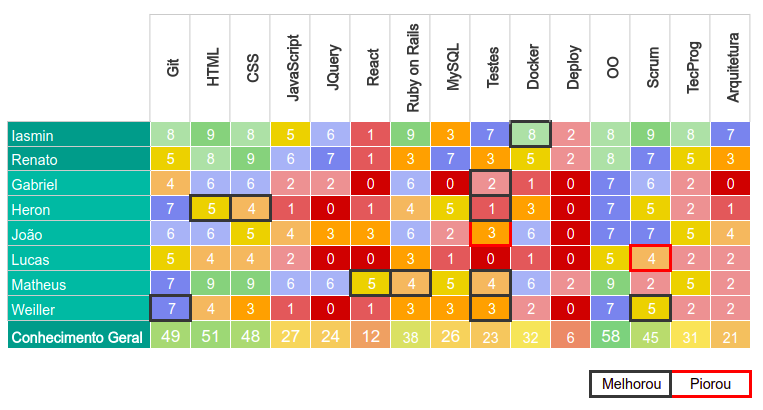 Git HTML CSS JavaScript JQuery React Ruby on Rails MySQL Testes Docker Deploy OO Scrum TecProg Arquitetura
Iasmin 8 9 8 5 6 1 9 3 7 8 2 8 9 8 7
Renato 5 8 9 6 7 1 3 7 3 5 2 8 7 5 3
Gabriel 4 6 6 2 2 0 6 0 2 1 0 7 6 2 0
Heron 7 5 4 1 0 1 4 5 1 3 0 7 5 2 1
João 6 6 5 4 3 3 6 2 3 6 0 7 7 5 4
Lucas 5 4 4 2 0 0 3 1 0 1 0 5 4 2 2
Matheus 7 9 9 6 6 5 4 5 4 6 2 9 2 5 2
Weiller 7 4 3 1 0 1 3 3 3 2 0 7 5 2 2
Conhecimento Geral 49 51 48 27 24 12 38 26 23 32 6 58 45 31 21
Melhorou Piorou